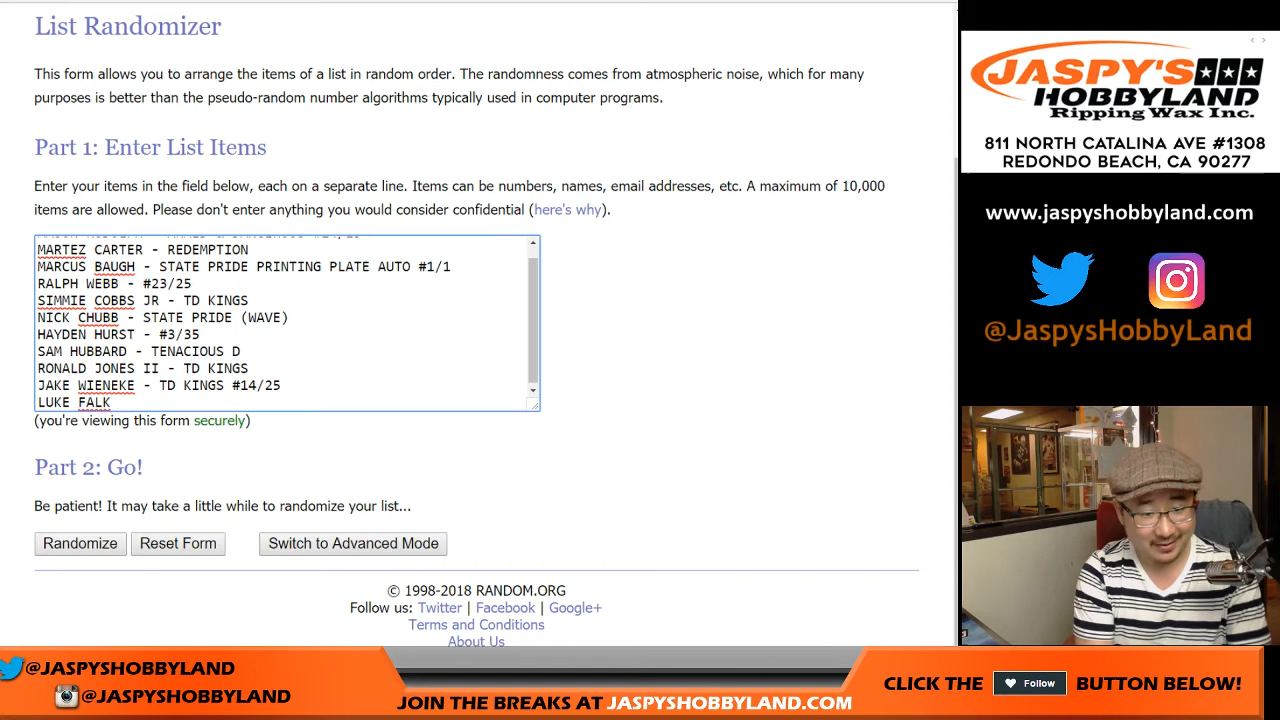 List Randomizer
This form allows you to arrange the items of a list in random order. The randomness comes from atmospheric noise, which for many
purposes is better than the pseudo-random number algorithms typically used in computer programs.
Part 1: Enter List Items
Enter your items in the field below, each on a separate line. Items can be numbers, names, email addresses, etc. A maximum of 10,000
items are allowed. Please don't enter anything you would consider confidential (here's why).
MARTEZ CARTER - REDEMPTION
MARCUS BAUGH - STATE PRIDE PRINTING PLATE AUTO #1/1
RALPH WEBB - #23/25
SIMMIE COBBS JR - TD KINGS
NICK CHUBB - STATE PRIDE (WAVE)
HAYDEN HURST - #3/35
SAM HUBBARD - TENACIOUS D
RONALD JONES II - TD KINGS
JAKE WIENEKE - TD KINGS #14/25
LUKE FALK
(you're viewing this form securely)
Part 2: Go!
Be patient! It may take a little while to randomize your list...
Randomize Reset Form Switch to Advanced Mode
© 1998-2018 RANDOM.ORG
Follow us: Twitter | Facebook | Google+
Terms and Conditions
About Us
JASPY'S
HOBBYLAND
Ripping Wax Inc.
811 NORTH CATALINA AVE #1308
REDONDO BEACH, CA 90277
www.jaspyshobbyland.com
@JaspysHobbyLand
@JASPYSHOBBYLAND
@JASPYSHOBBYLAND
JOIN THE BREAKS AT JASPYSHOBBYLAND.COM
CLICK THE Follow BUTTON BELOW!